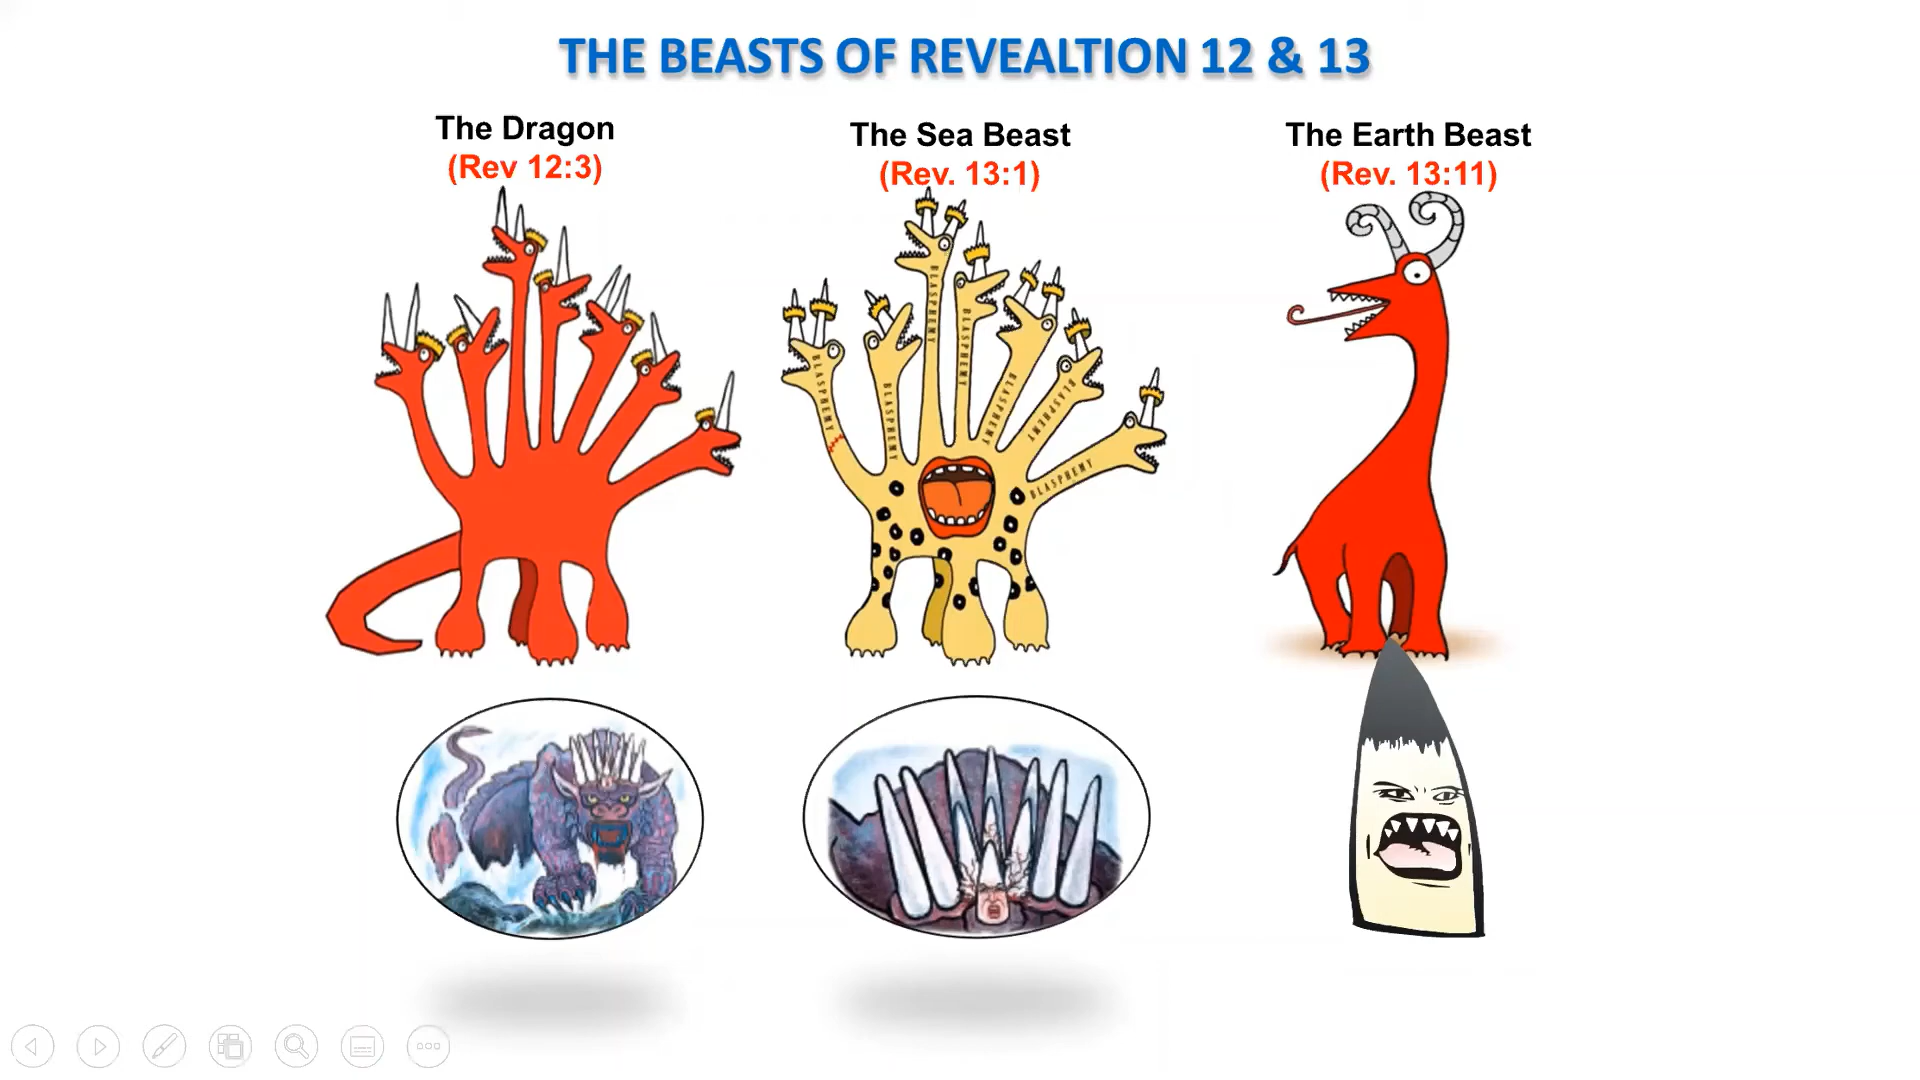 THE BEASTS OF REVEALTION 12 & 13
The Dragon
(Rev 12:3)
The Sea Beast
(Rev. 13:1)
The Earth Beast
(Rev. 13:11)
BLASPHEMY
BLASPHEMY
BLASPHEMY
BLASPHEMY
BLASPHEMY
BLASPHEMY
BLASPHEMY